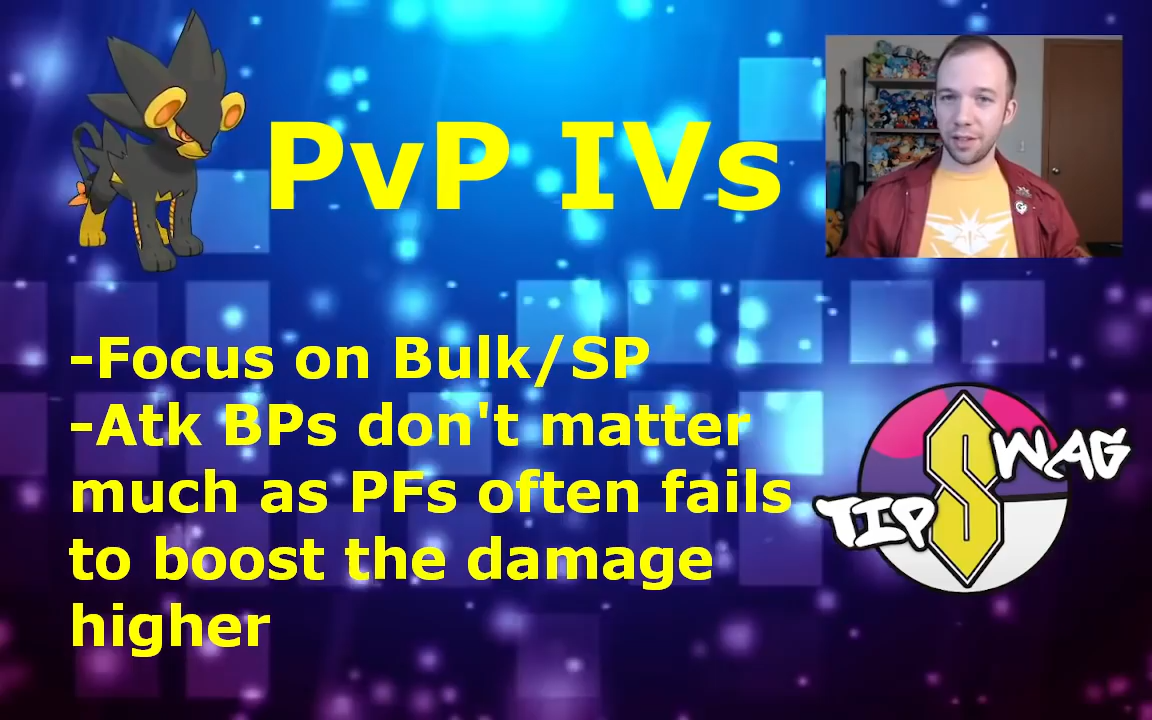 PvP IVs
-Focus on Bulk/SP
-Atk BPs don't matter
much as PFs often fails
to boost the damage
higher
SWAG
TIP